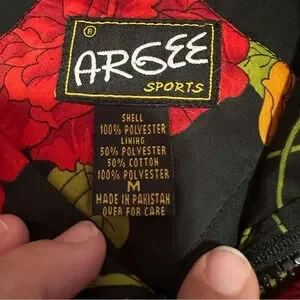 ®
ARGEE
SPORTS
SHELL
100% POLYESTER
LINING
50% POLYESTER
50% COTTON
100% POLYESTER
M
MADE IN PAKISTAN
OVER FOR CARE